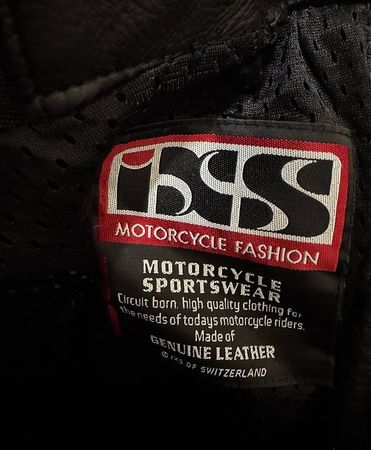 ixs
MOTORCYCLE FASHION
MOTORCYCLE
SPORTSWEAR
Circuit born, high quality clothing for
the needs of todays motorcycle riders.
Made of
GENUINE LEATHER
© IXS OF SWITZERLAND